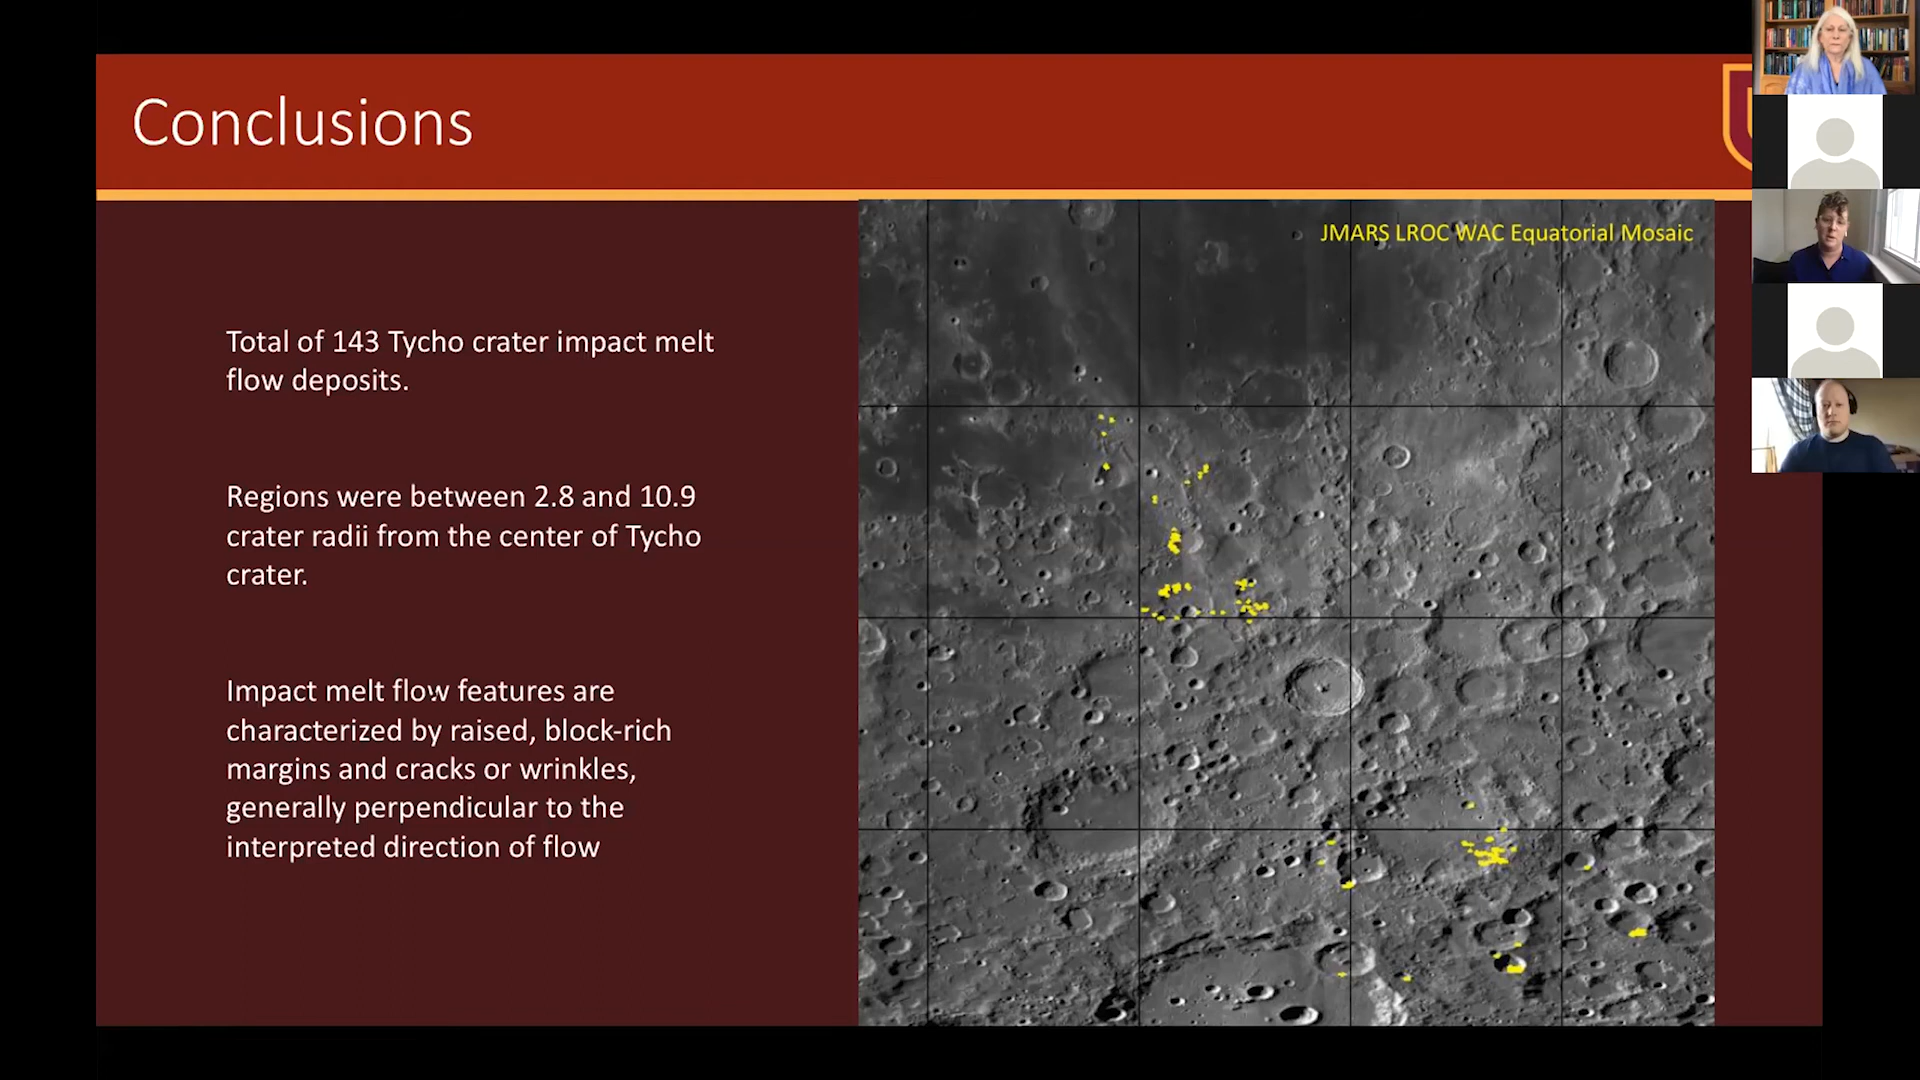 Conclusions
JMARS LROC WAC Equatorial Mosaic
Total of 143 Tycho crater impact melt
flow deposits.
Regions were between 2.8 and 10.9
crater radii from the center of Tycho
crater.
Impact melt flow features are
characterized by raised, block-rich
margins and cracks or wrinkles,
generally perpendicular to the
interpreted direction of flow